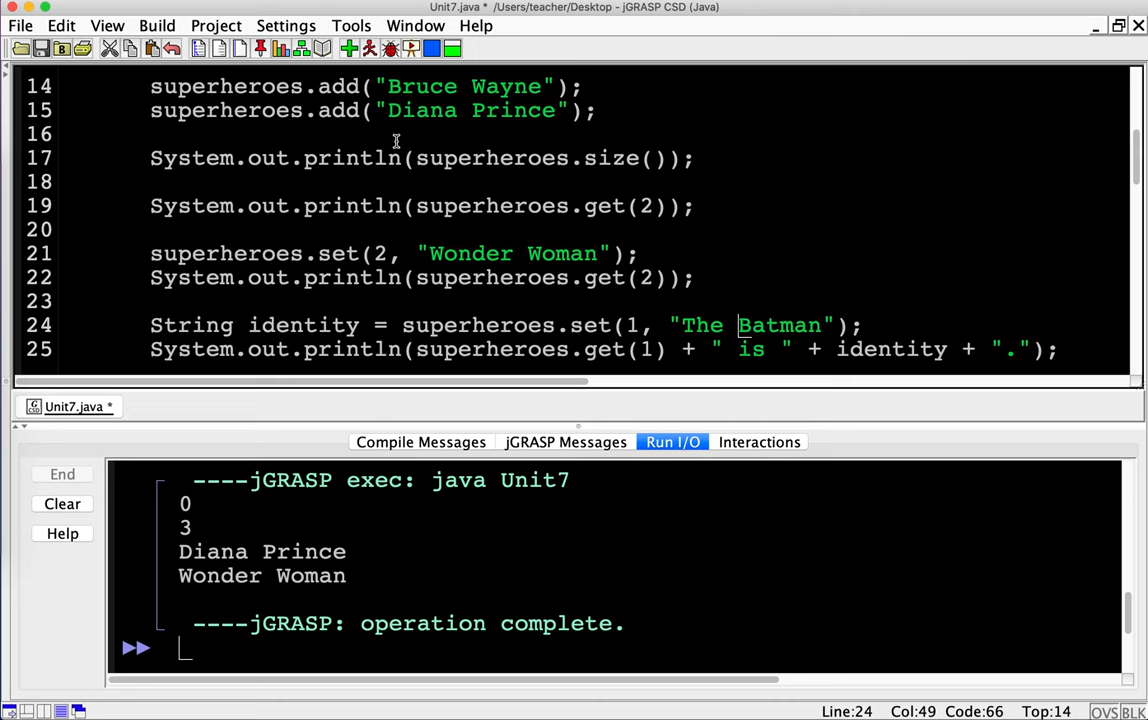 Unit7.java * /Users/teacher/Desktop - jGRASP CSD (Java)
File Edit View Build Project Settings Tools Window Help
14 superheroes.add("Bruce Wayne");
15 superheroes.add("Diana Prince");
16
17 System.out.println(superheroes.size());
18
19 System.out.println(superheroes.get(2));
20
21 superheroes.set(2, "Wonder Woman");
22 System.out.println(superheroes.get(2));
23
24 String identity = superheroes.set(1, "The Batman");
25 System.out.println(superheroes.get(1) + " is " + identity + ".");
Unit7.java *
Compile Messages jGRASP Messages Run I/O Interactions
End
Clear
Help
----jGRASP exec: java Unit7
0
3
Diana Prince
Wonder Woman
----jGRASP: operation complete.
Line:24 Col:49 Code:66 Top:14 OVS BLK